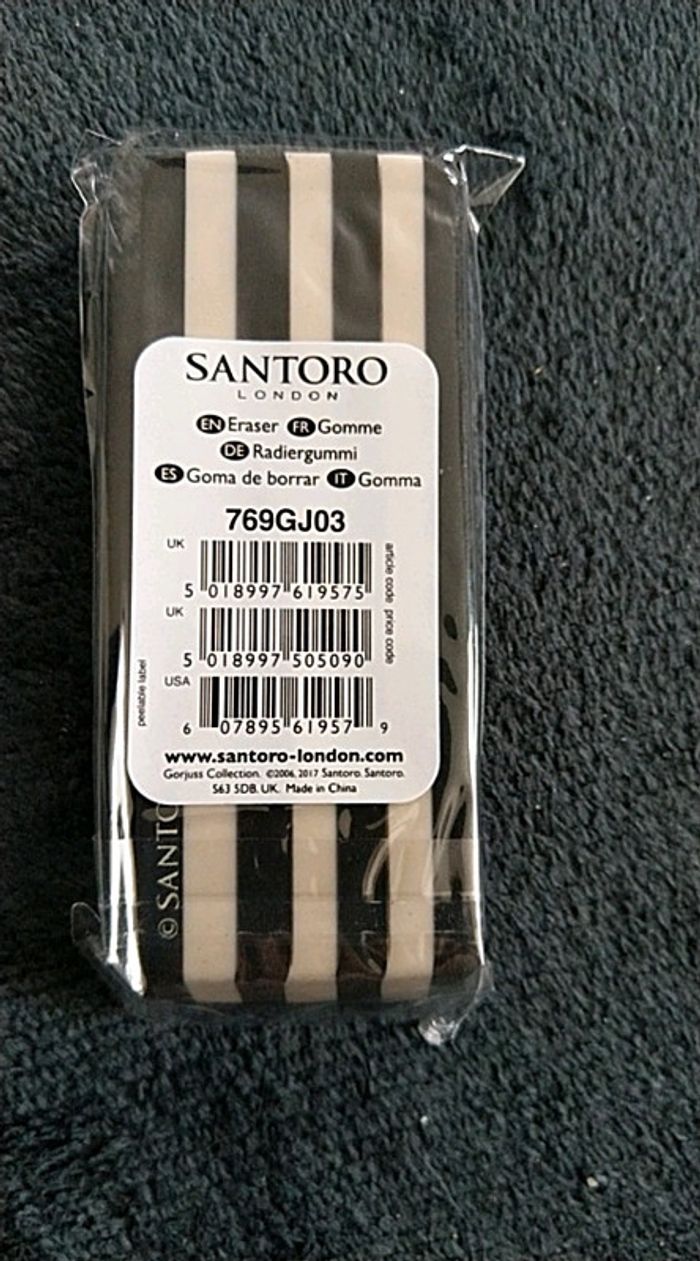 SANTORO
LONDON
EN Eraser FR Gomme
DE Radiergummi
ES Goma de borrar IT Gomma
769GJ03
UK
5 018997 619575
article code
UK
5 018997 505090
price code
USA
6 07895 61957 9
peelable label
www.santoro-london.com
Gorjuss Collection. ©2006, 2017 Santoro. Santoro.
S63 5DB. UK. Made in China
© SANTO